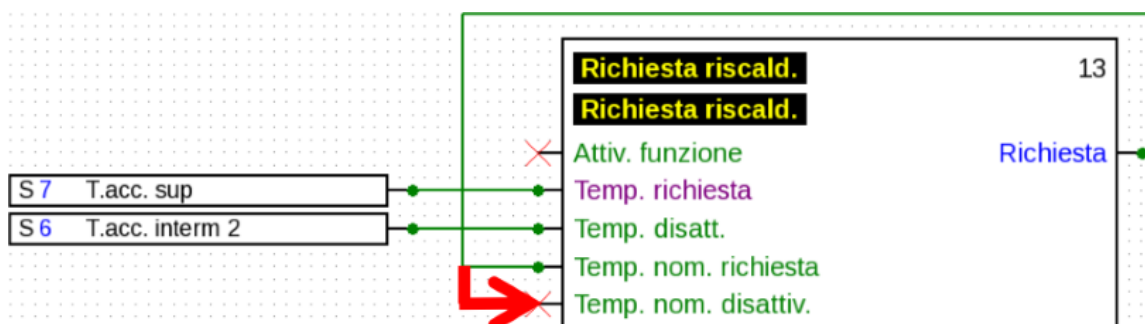 Richiesta riscald. 13
Richiesta riscald.
Attiv. funzione Richiesta
S 7 T.acc. sup Temp. richiesta
S 6 T.acc. interm 2 Temp. disatt.
Temp. nom. richiesta
Temp. nom. disattiv.